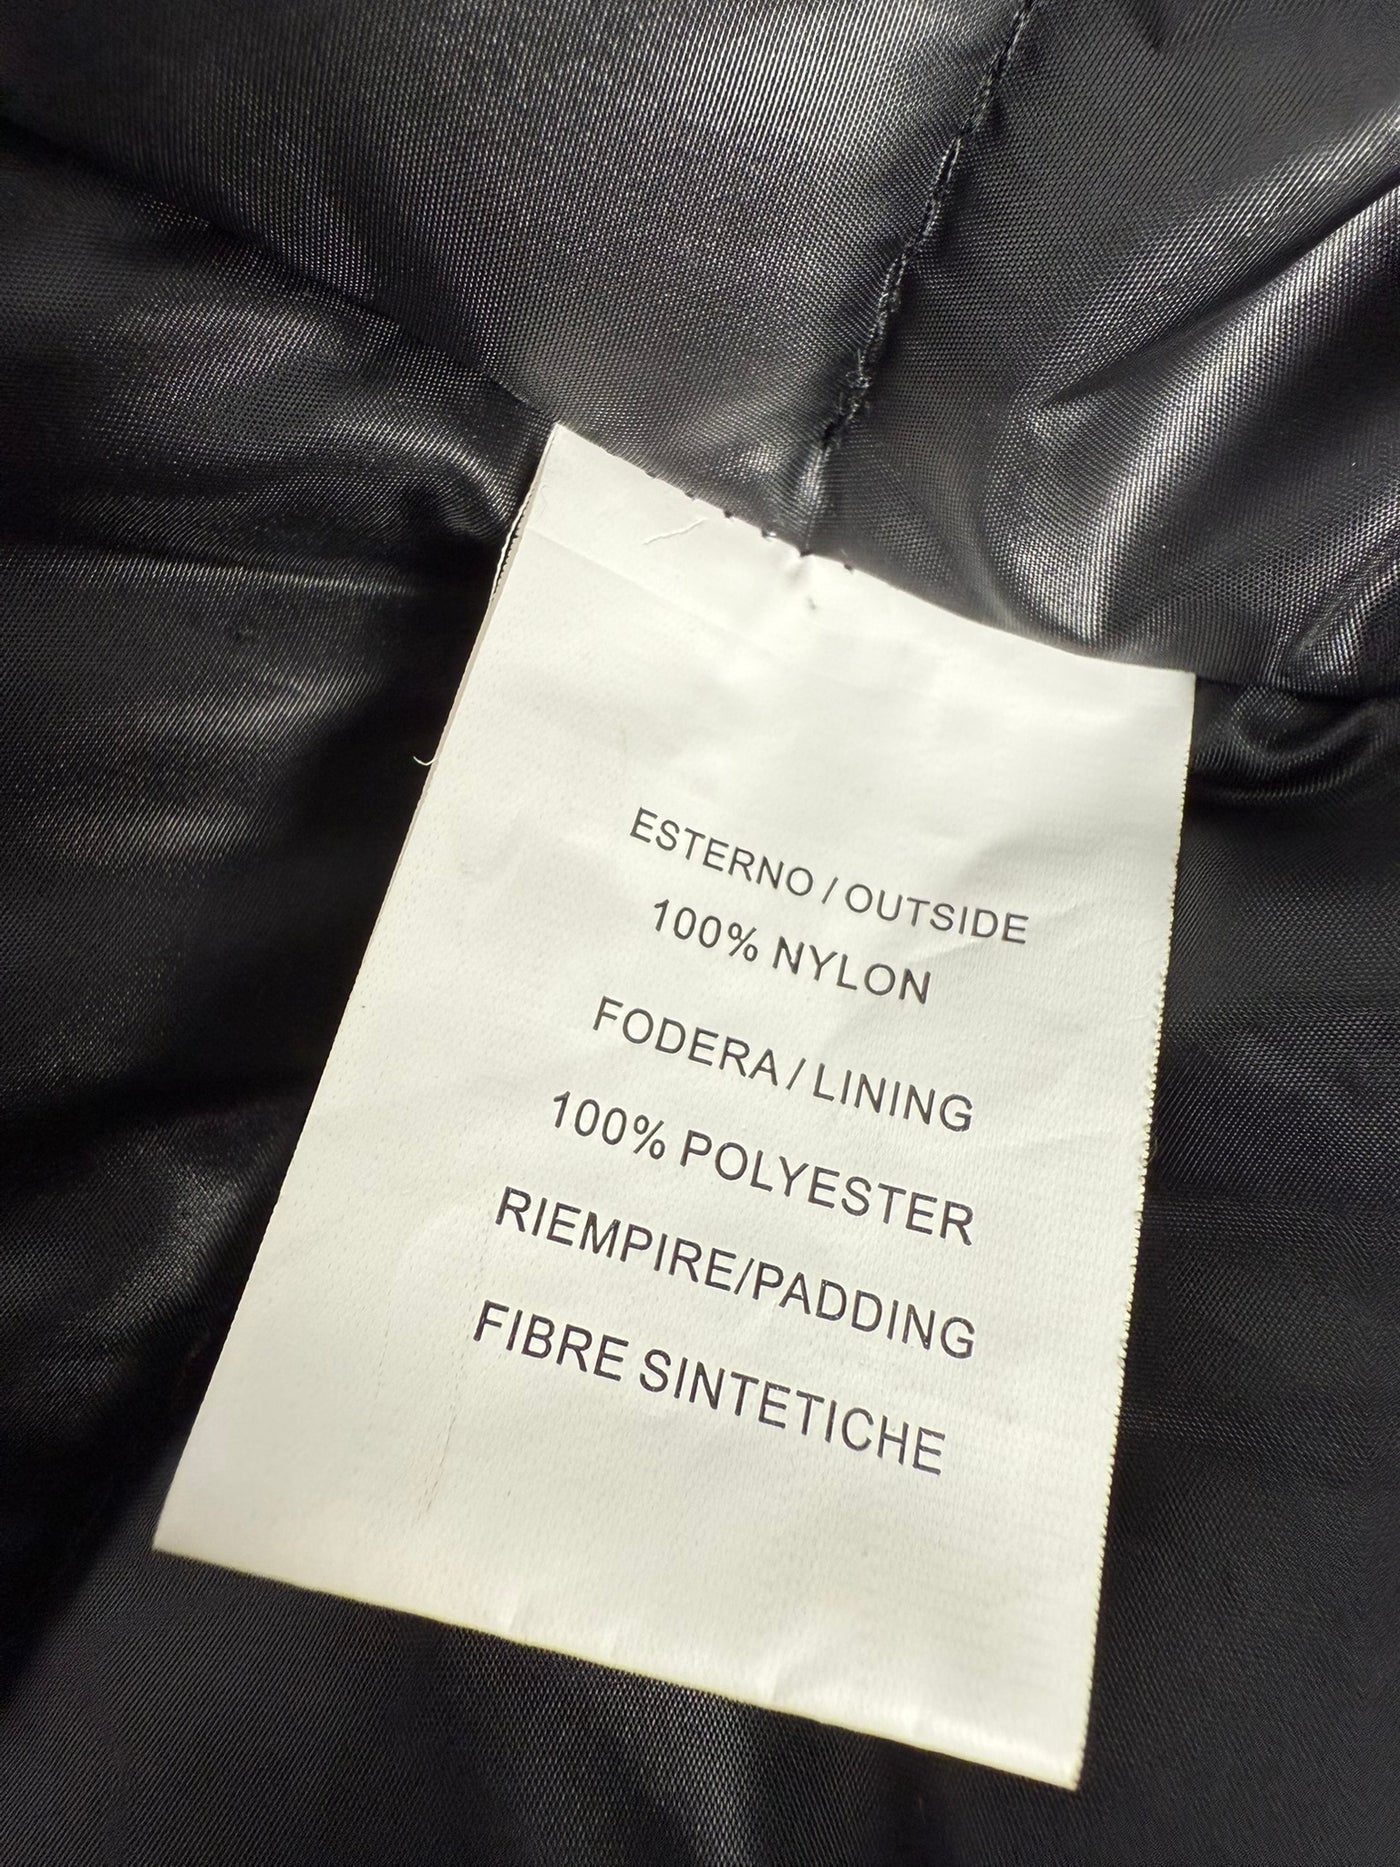 ESTERNO / OUTSIDE
100% NYLON
FODERA / LINING
100% POLYESTER
RIEMPIRE/PADDING
FIBRE SINTETICHE